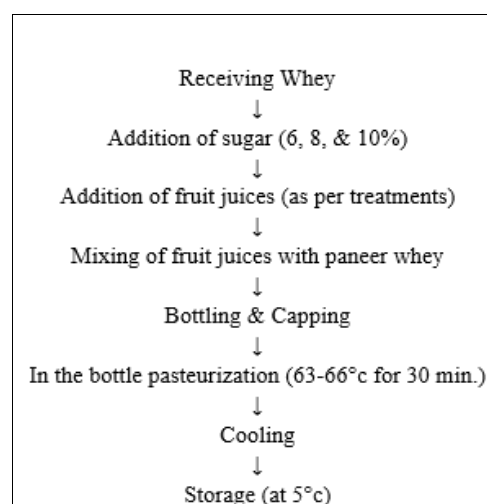 Receiving Whey
↓
Addition of sugar (6, 8, & 10%)
↓
Addition of fruit juices (as per treatments)
↓
Mixing of fruit juices with paneer whey
↓
Bottling & Capping
↓
In the bottle pasteurization (63-66°c for 30 min.)
↓
Cooling
↓
Storage (at 5°c)